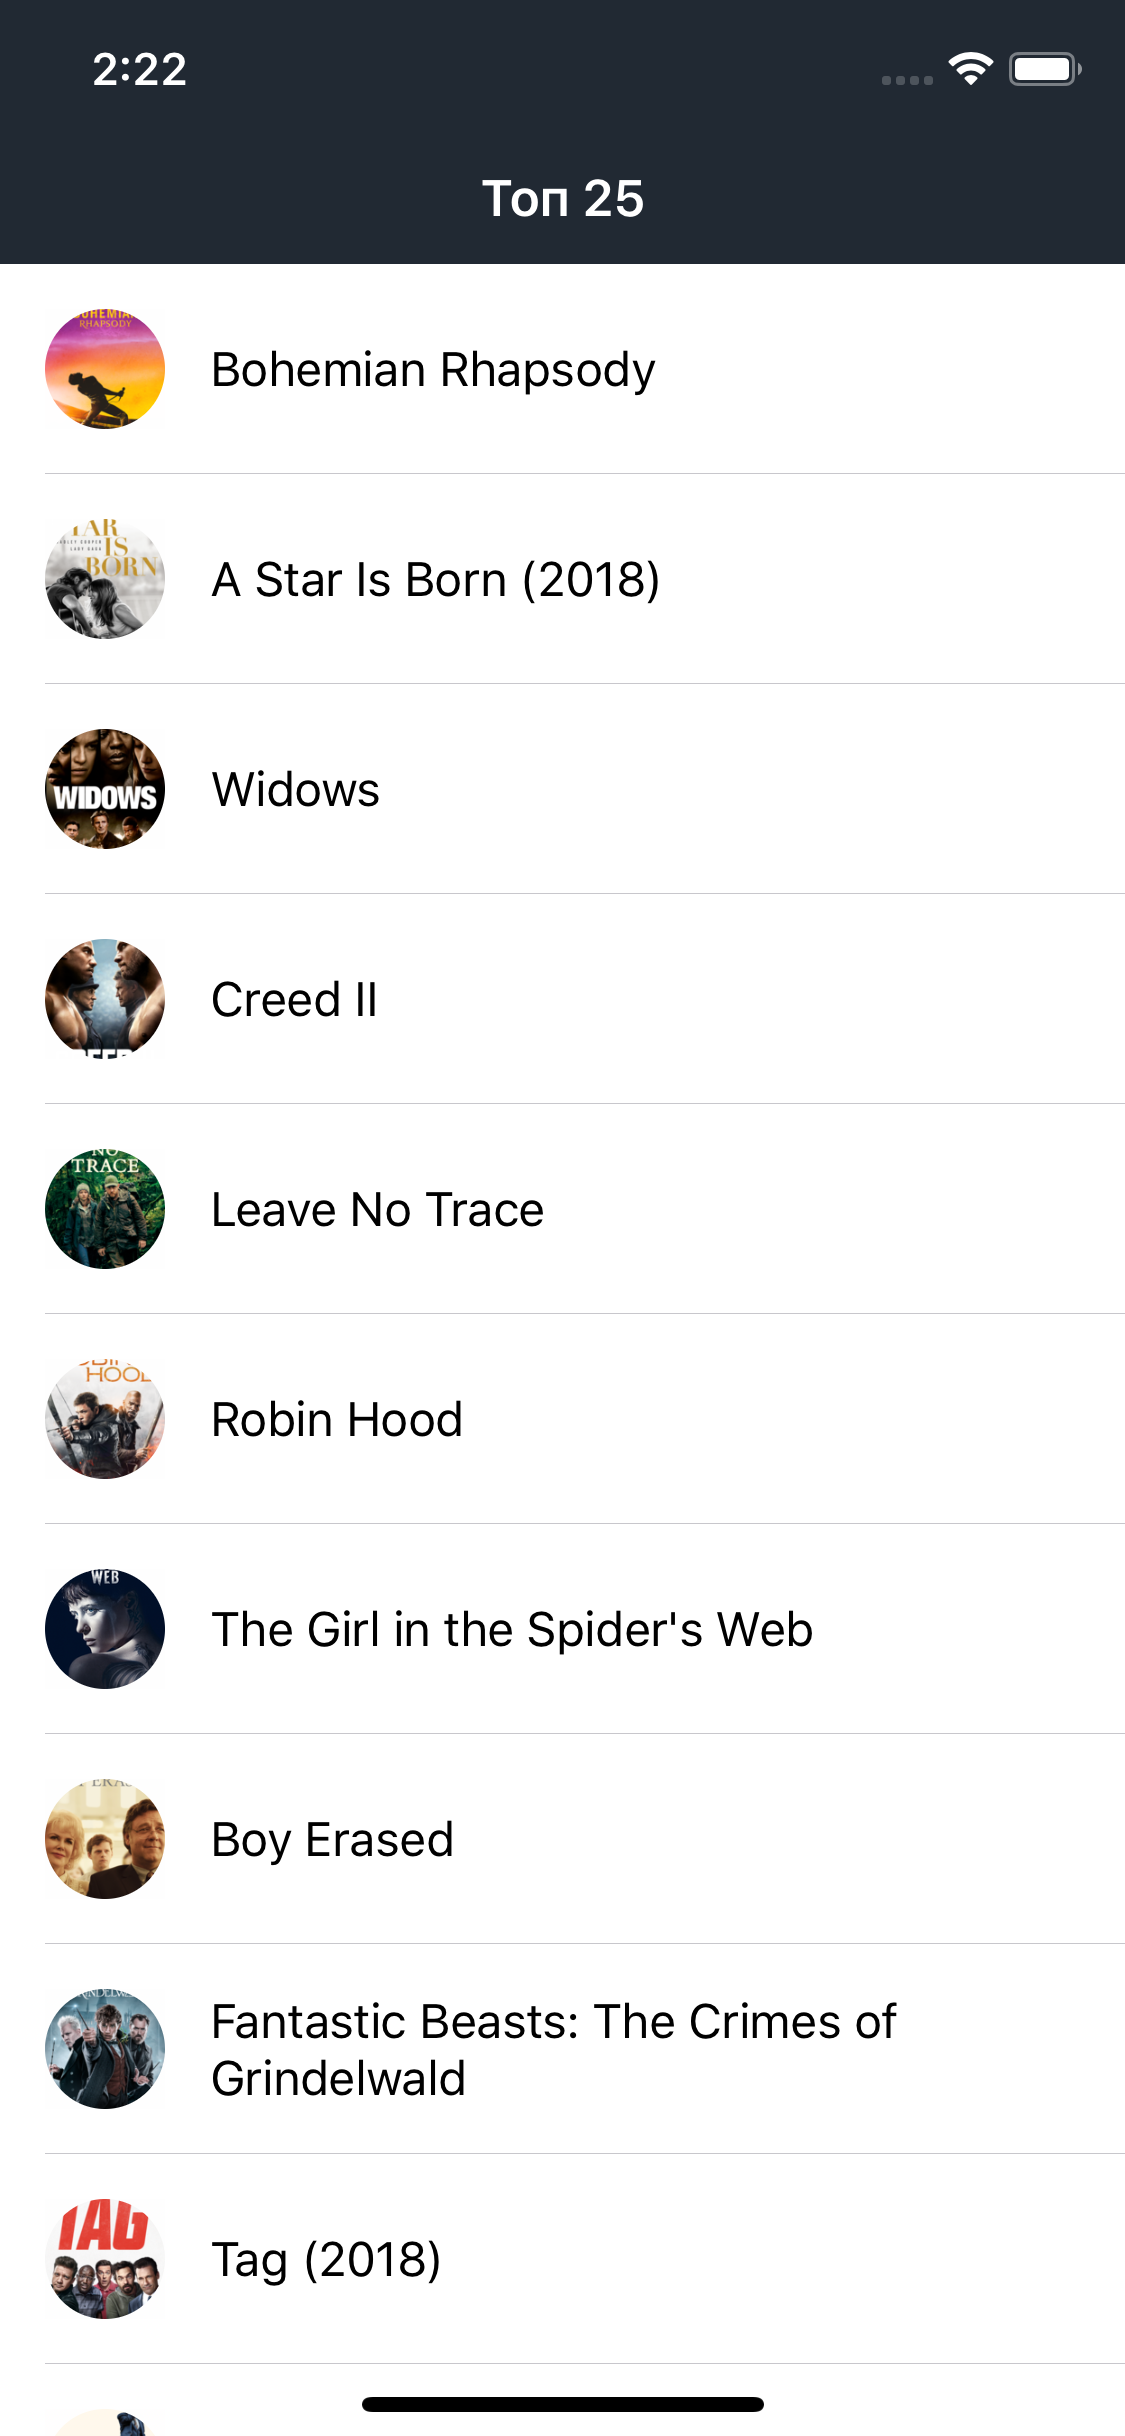 2:22
Топ 25
BOHEMIAN
RHAPSODY
Bohemian Rhapsody
IS
BORN
A Star Is Born (2018)
WIDOWS
Widows
Creed II
NO
TRACE
Leave No Trace
HOOD
Robin Hood
WEB
The Girl in the Spider's Web
Boy Erased
Fantastic Beasts: The Crimes of
Grindelwald
TAG
Tag (2018)